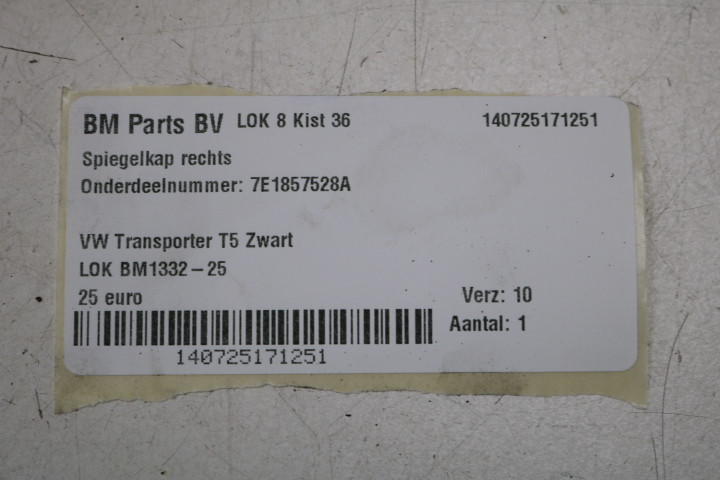 BM Parts BV LOK 8 Kist 36 140725171251
Spiegelkap rechts
Onderdeelnummer: 7E1857528A
VW Transporter T5 Zwart
LOK BM1332-25
25 euro Verz: 10
Aantal: 1
140725171251